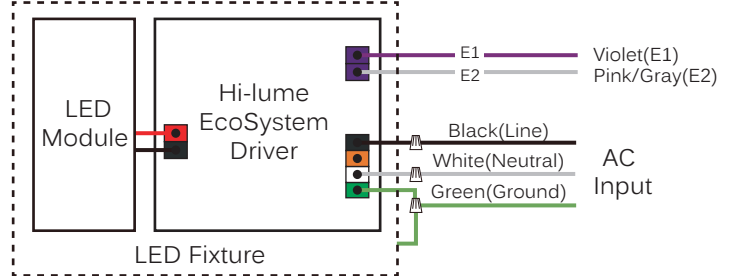 LED
Module
Hi-lume
EcoSystem
Driver
E1
Violet(E1)
E2
Pink/Gray(E2)
Black(Line)
White(Neutral)
Green(Ground)
AC
Input
LED Fixture